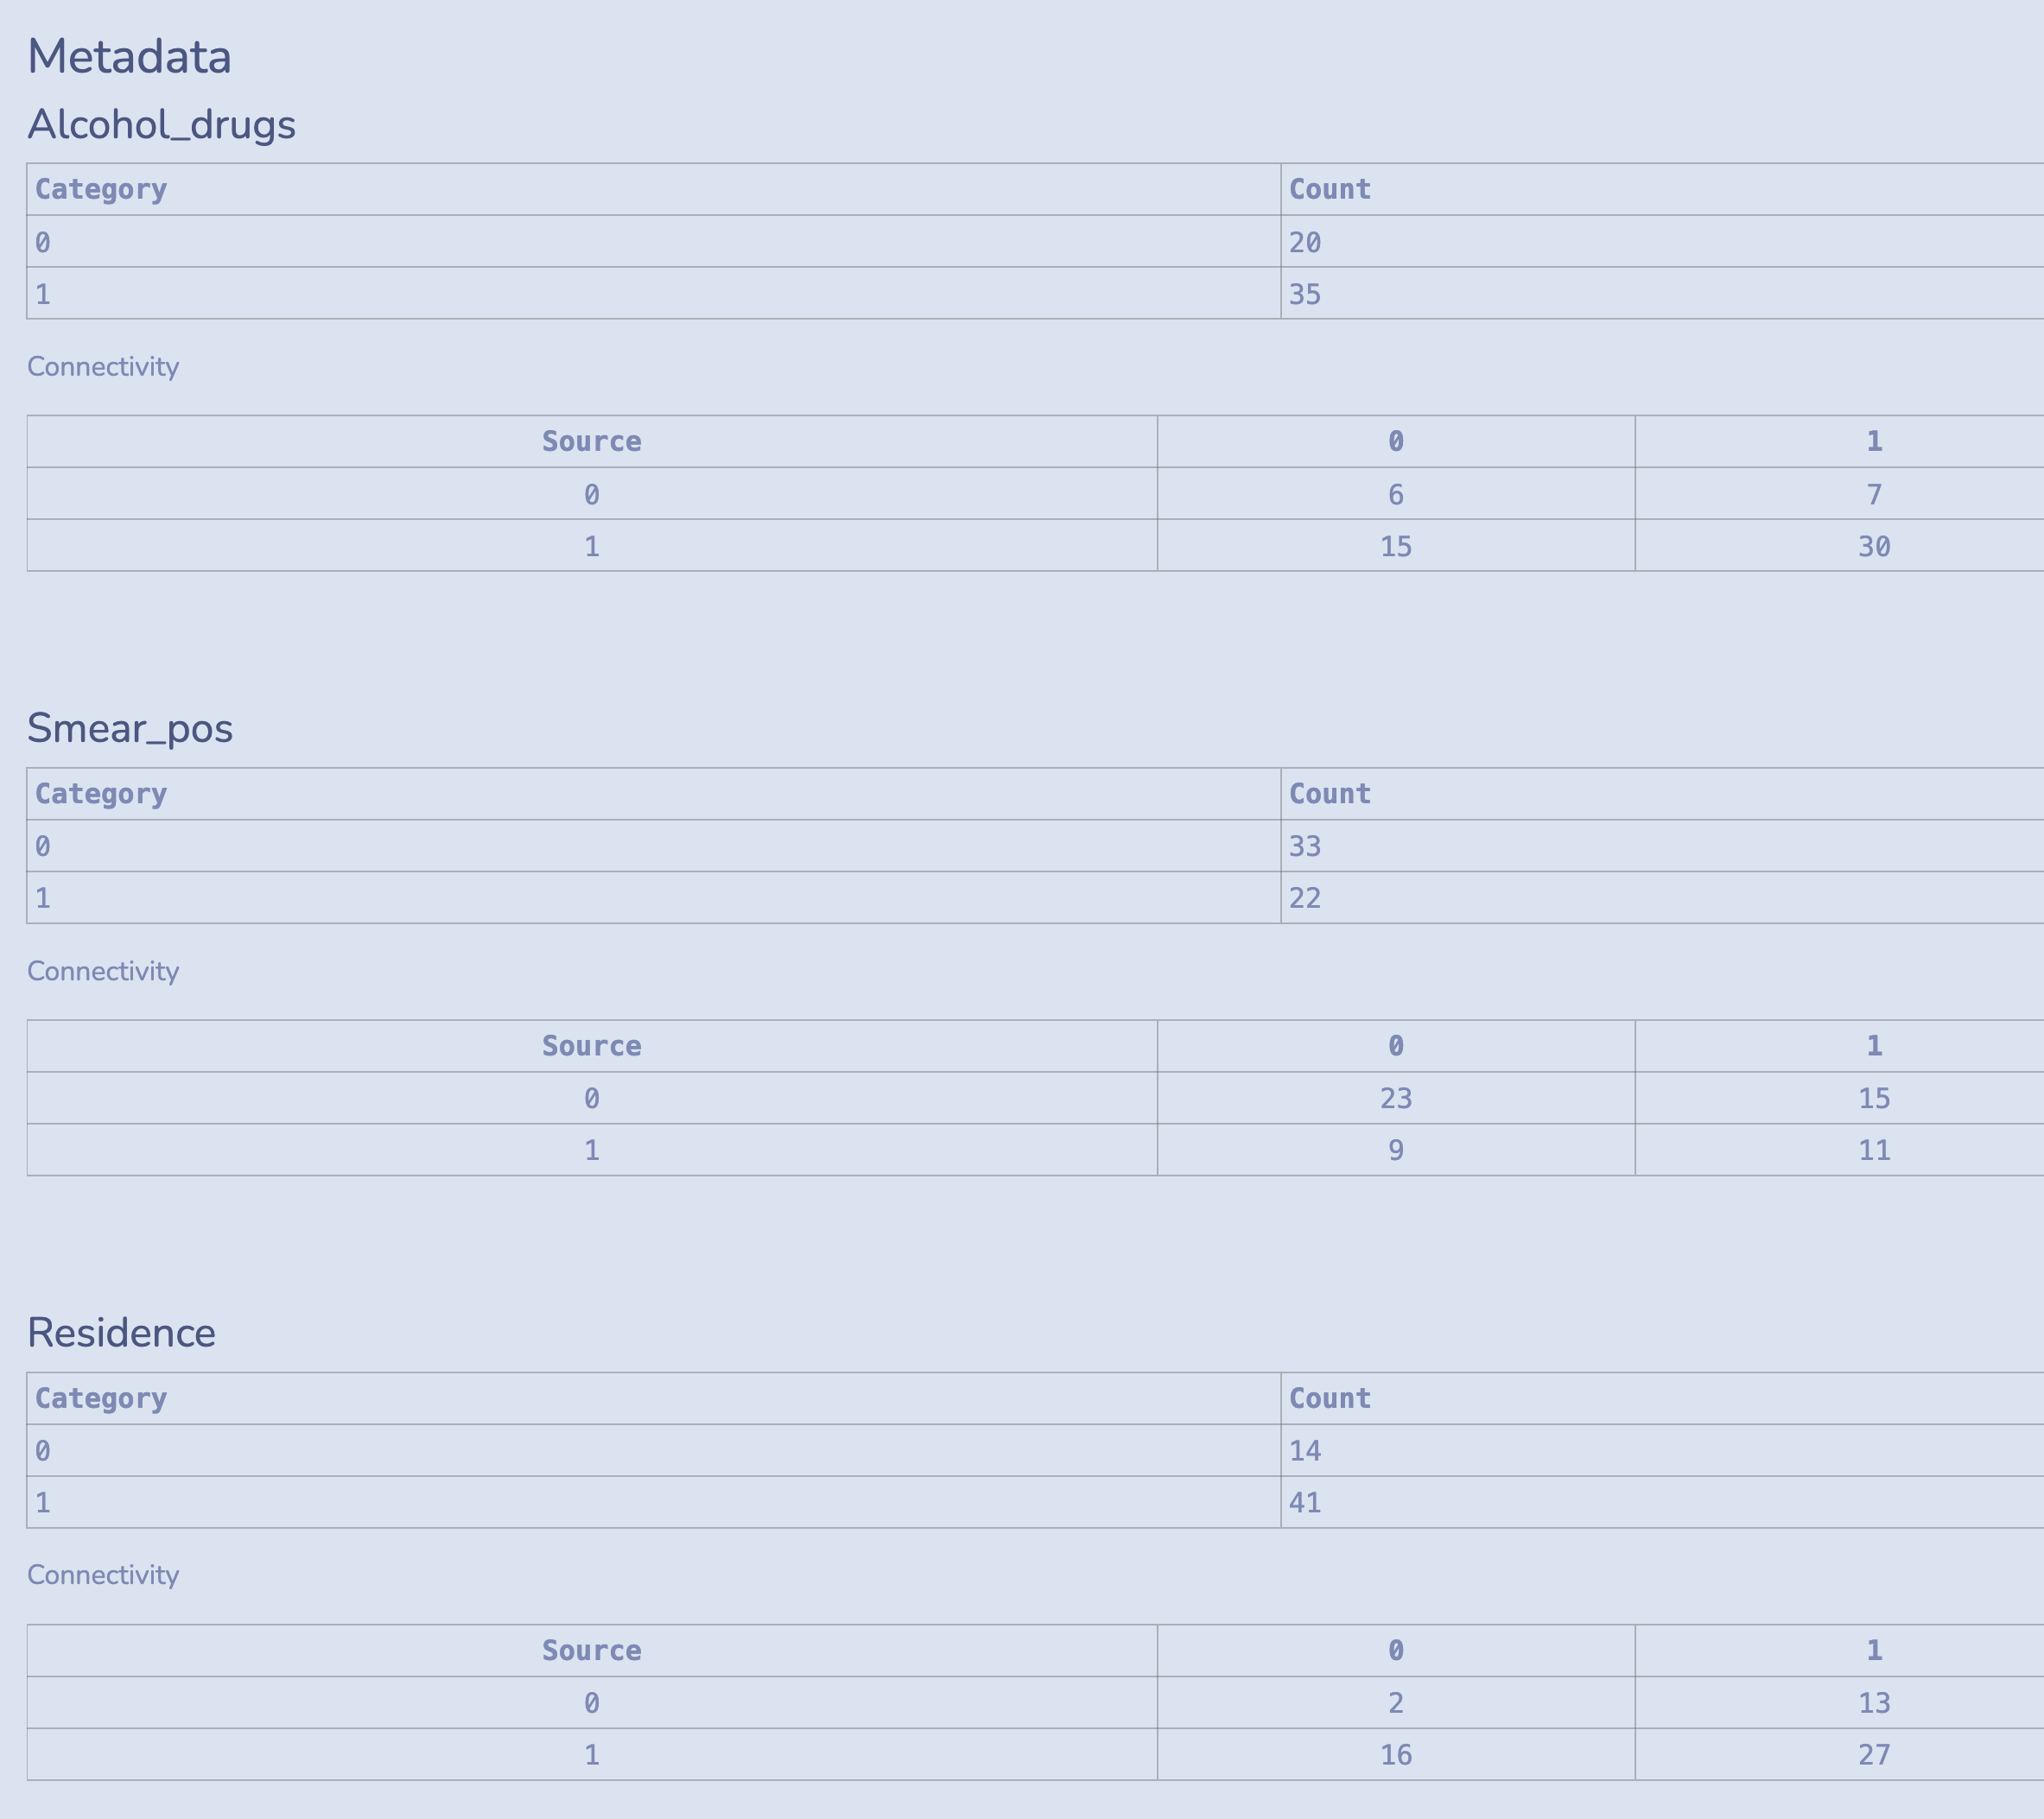 Metadata
Alcohol_drugs
Category Count
0 20
1 35
Connectivity
Source 0 1
0 6 7
1 15 30
Smear_pos
Category Count
0 33
1 22
Connectivity
Source 0 1
0 23 15
1 9 11
Residence
Category Count
0 14
1 41
Connectivity
Source 0 1
0 2 13
1 16 27